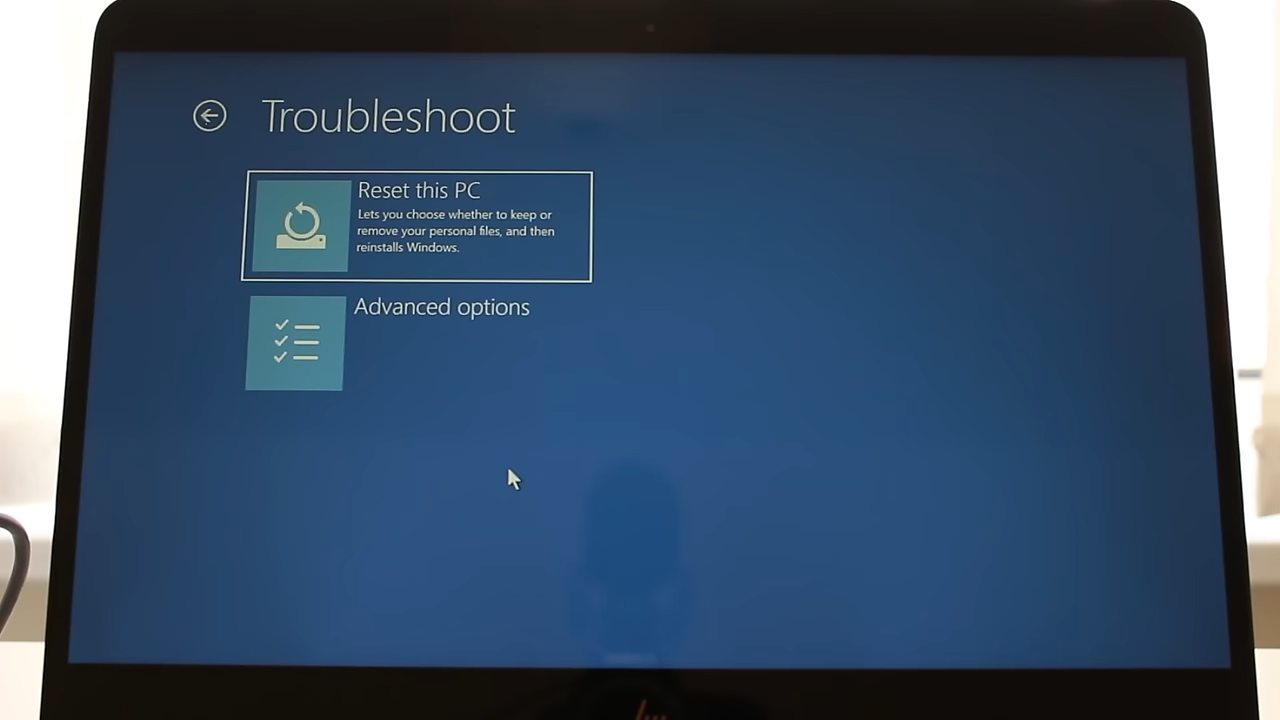 Troubleshoot
Reset this PC
Lets you choose whether to keep or
remove your personal files, and then
reinstalls Windows.
Advanced options